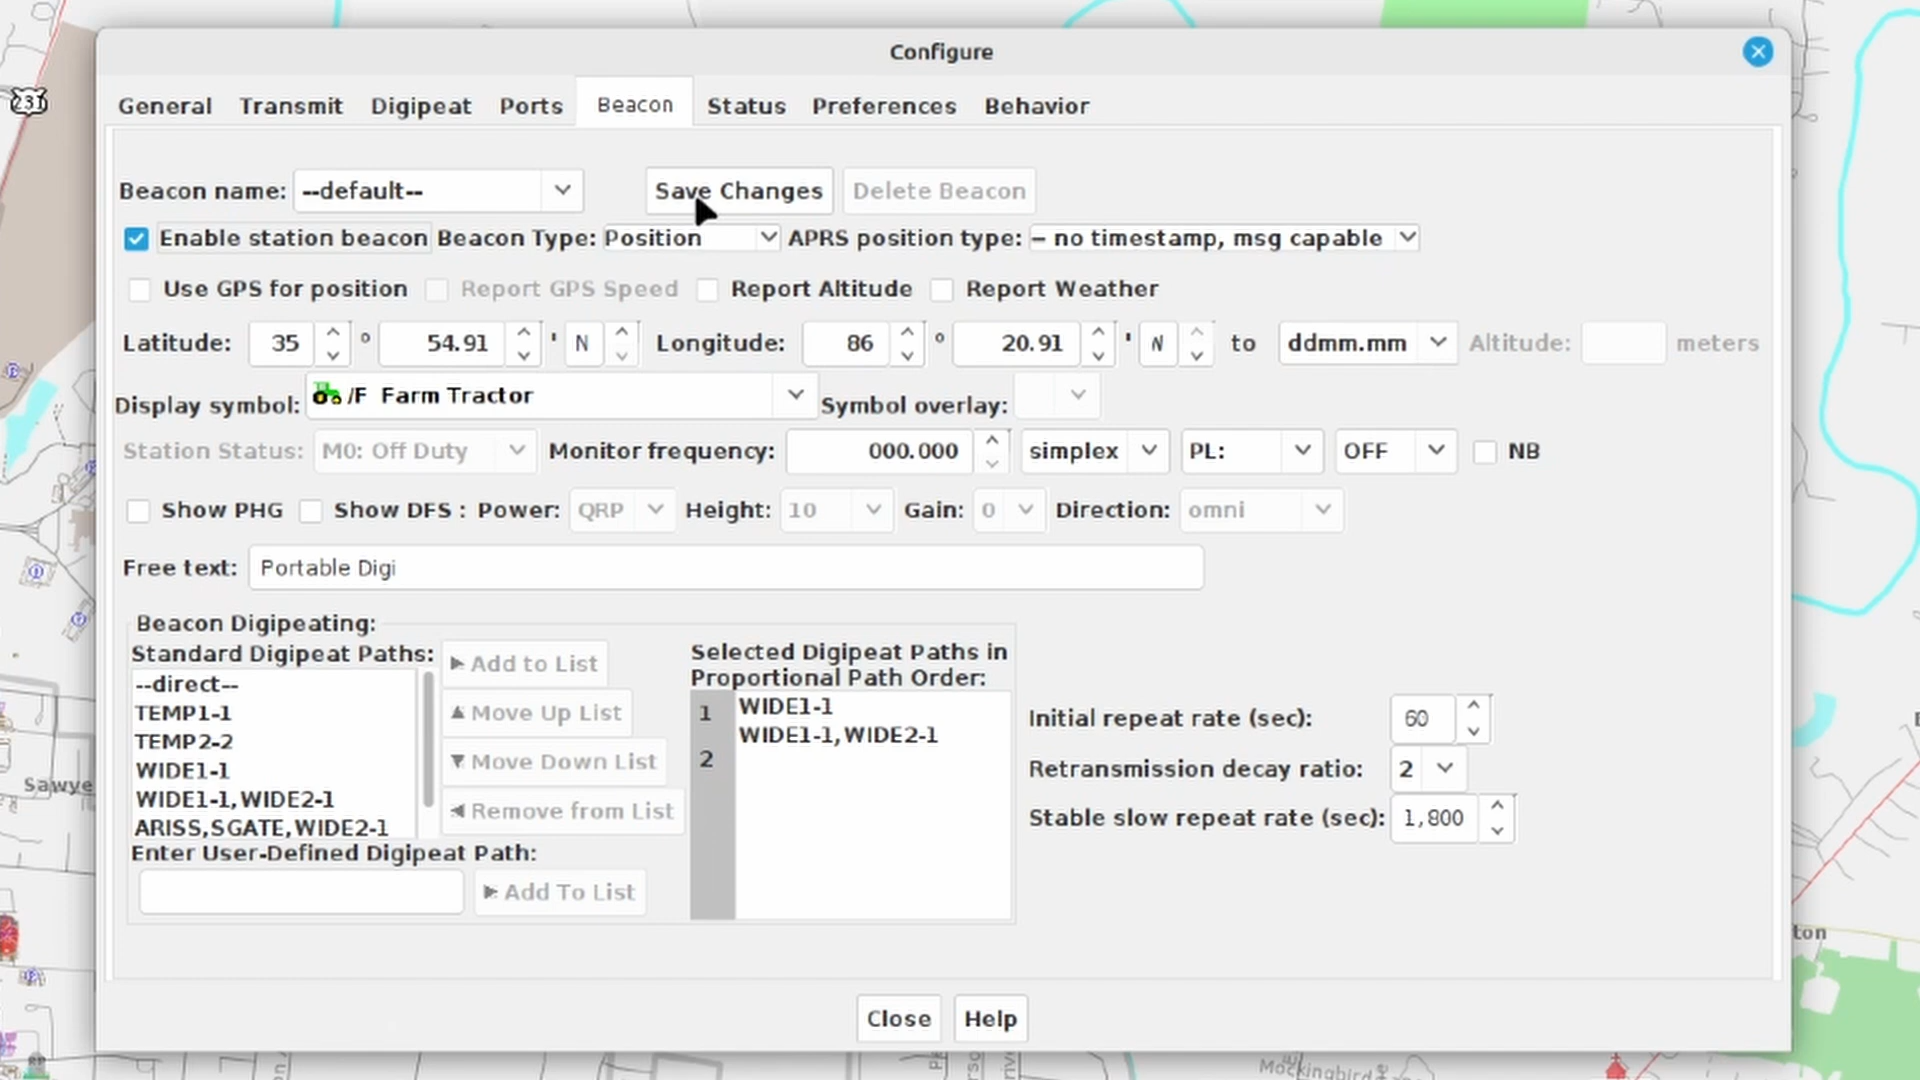 Configure
231
General Transmit Digipeat Ports Beacon Status Preferences Behavior
Beacon name: --default-- Save Changes Delete Beacon
Enable station beacon Beacon Type: Position APRS position type: – no timestamp, msg capable
Use GPS for position Report GPS Speed Report Altitude Report Weather
Latitude: 35 ° 54.91 ' N Longitude: 86 ° 20.91 ' to ddmm.mm Altitude: meters
Display symbol: /F Farm Tractor Symbol overlay:
Station Status: M0: Off Duty Monitor frequency: 000.000 simplex PL: OFF NB
Show PHG Show DFS : Power: QRP Height: 10 Gain: 0 Direction: omni
Free text: Portable Digi
Beacon Digipeating:
Standard Digipeat Paths:
--direct--
TEMP1-1
TEMP2-2
WIDE1-1
WIDE1-1,WIDE2-1
ARISS,SGATE,WIDE2-1
Add to List
Move Up List
Move Down List
Remove from List
Enter User-Defined Digipeat Path:
Add To List
Selected Digipeat Paths in
Proportional Path Order:
1 WIDE1-1
WIDE1-1,WIDE2-1
2
Initial repeat rate (sec): 60
Retransmission decay ratio: 2
Stable slow repeat rate (sec): 1,800
Sawye
ton
Close Help
Mockingbird